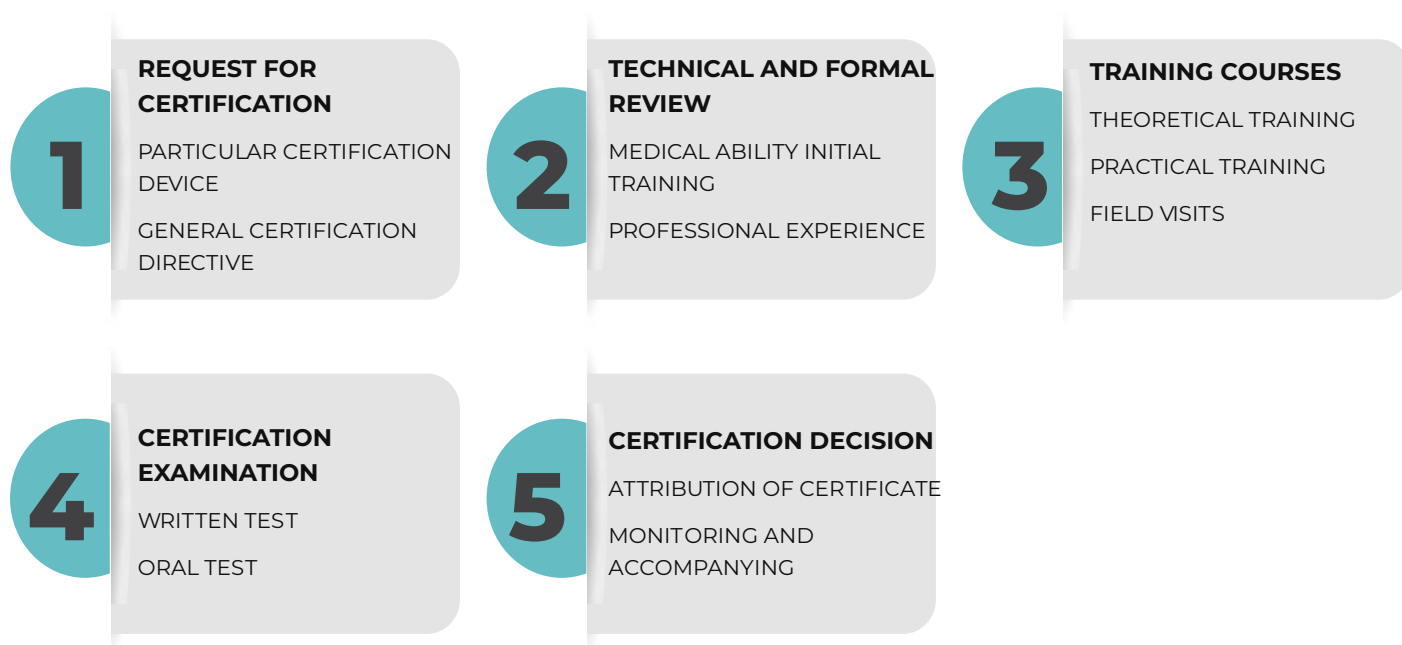 1
REQUEST FOR
CERTIFICATION
PARTICULAR CERTIFICATION
DEVICE
GENERAL CERTIFICATION
DIRECTIVE
2
TECHNICAL AND FORMAL
REVIEW
MEDICAL ABILITY INITIAL
TRAINING
PROFESSIONAL EXPERIENCE
3
TRAINING COURSES
THEORETICAL TRAINING
PRACTICAL TRAINING
FIELD VISITS
4
CERTIFICATION
EXAMINATION
WRITTEN TEST
ORAL TEST
5
CERTIFICATION DECISION
ATTRIBUTION OF CERTIFICATE
MONITORING AND
ACCOMPANYING